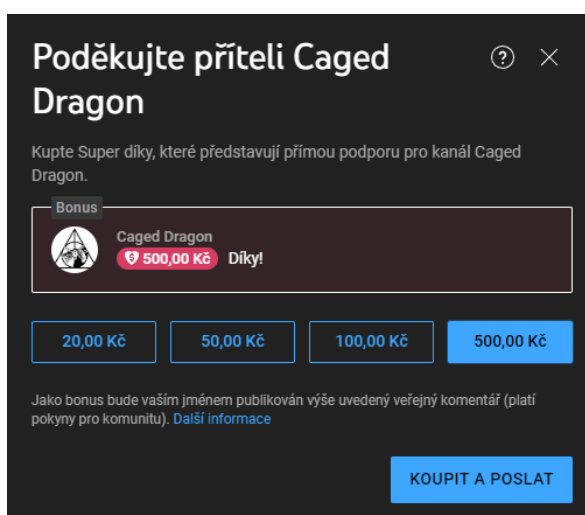 Poděkujte příteli Caged
Dragon
Kupte Super díky, které představují přímou podporu pro kanál Caged
Dragon.
Bonus
Caged Dragon
500,00 Kč Díky!
20,00 Kč 50,00 Kč 100,00 Kč 500,00 Kč
Jako bonus bude vaším jménem publikován výše uvedený veřejný komentář (platí
pokyny pro komunitu). Další informace
KOUPIT A POSLAT